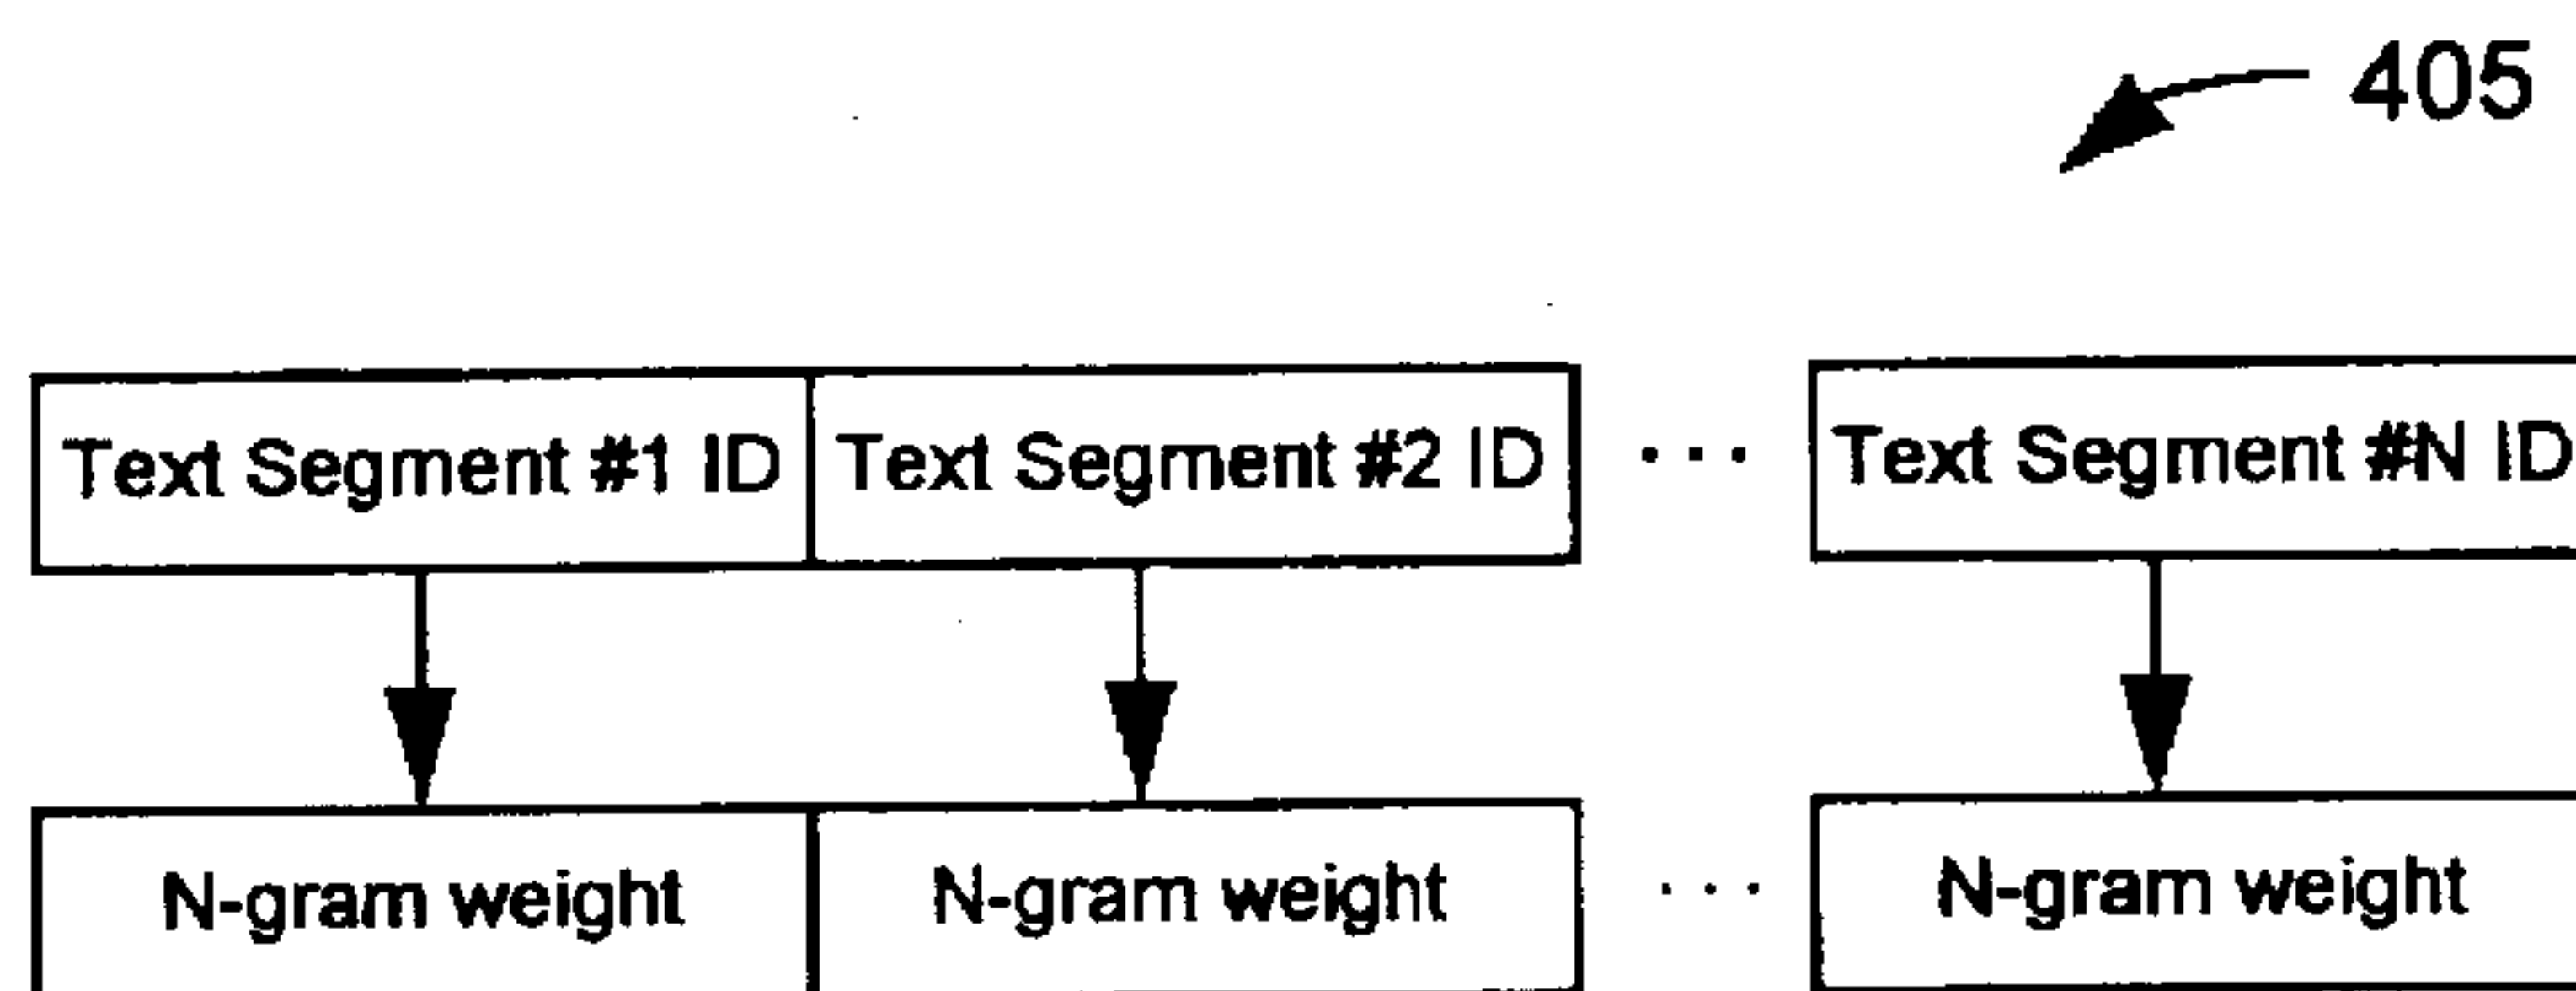 405
Text Segment #1 ID Text Segment #2 ID ... Text Segment #N ID
N-gram weight N-gram weight ... N-gram weight